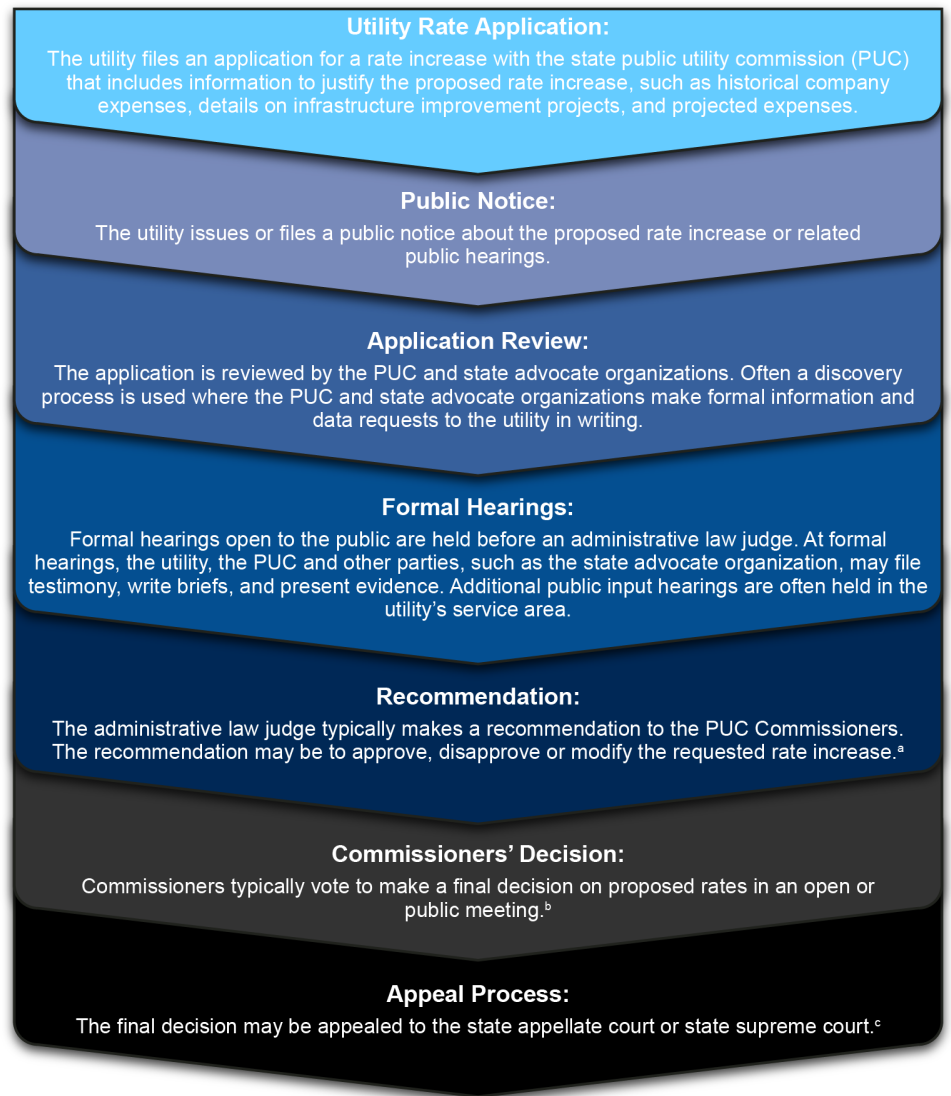 Utility Rate Application:
The utility files an application for a rate increase with the state public utility commission (PUC)
that includes information to justify the proposed rate increase, such as historical company
expenses, details on infrastructure improvement projects, and projected expenses.
Public Notice:
The utility issues or files a public notice about the proposed rate increase or related
public hearings.
Application Review:
The application is reviewed by the PUC and state advocate organizations. Often a discovery
process is used where the PUC and state advocate organizations make formal information and
data requests to the utility in writing.
Formal Hearings:
Formal hearings open to the public are held before an administrative law judge. At formal
hearings, the utility, the PUC and other parties, such as the state advocate organization, may file
testimony, write briefs, and present evidence. Additional public input hearings are often held in the
utility’s service area.
Recommendation:
The administrative law judge typically makes a recommendation to the PUC Commissioners.
The recommendation may be to approve, disapprove or modify the requested rate increase.ᵃ
Commissioners’ Decision:
Commissioners typically vote to make a final decision on proposed rates in an open or
public meeting.ᵇ
Appeal Process:
The final decision may be appealed to the state appellate court or state supreme court.ᶜ